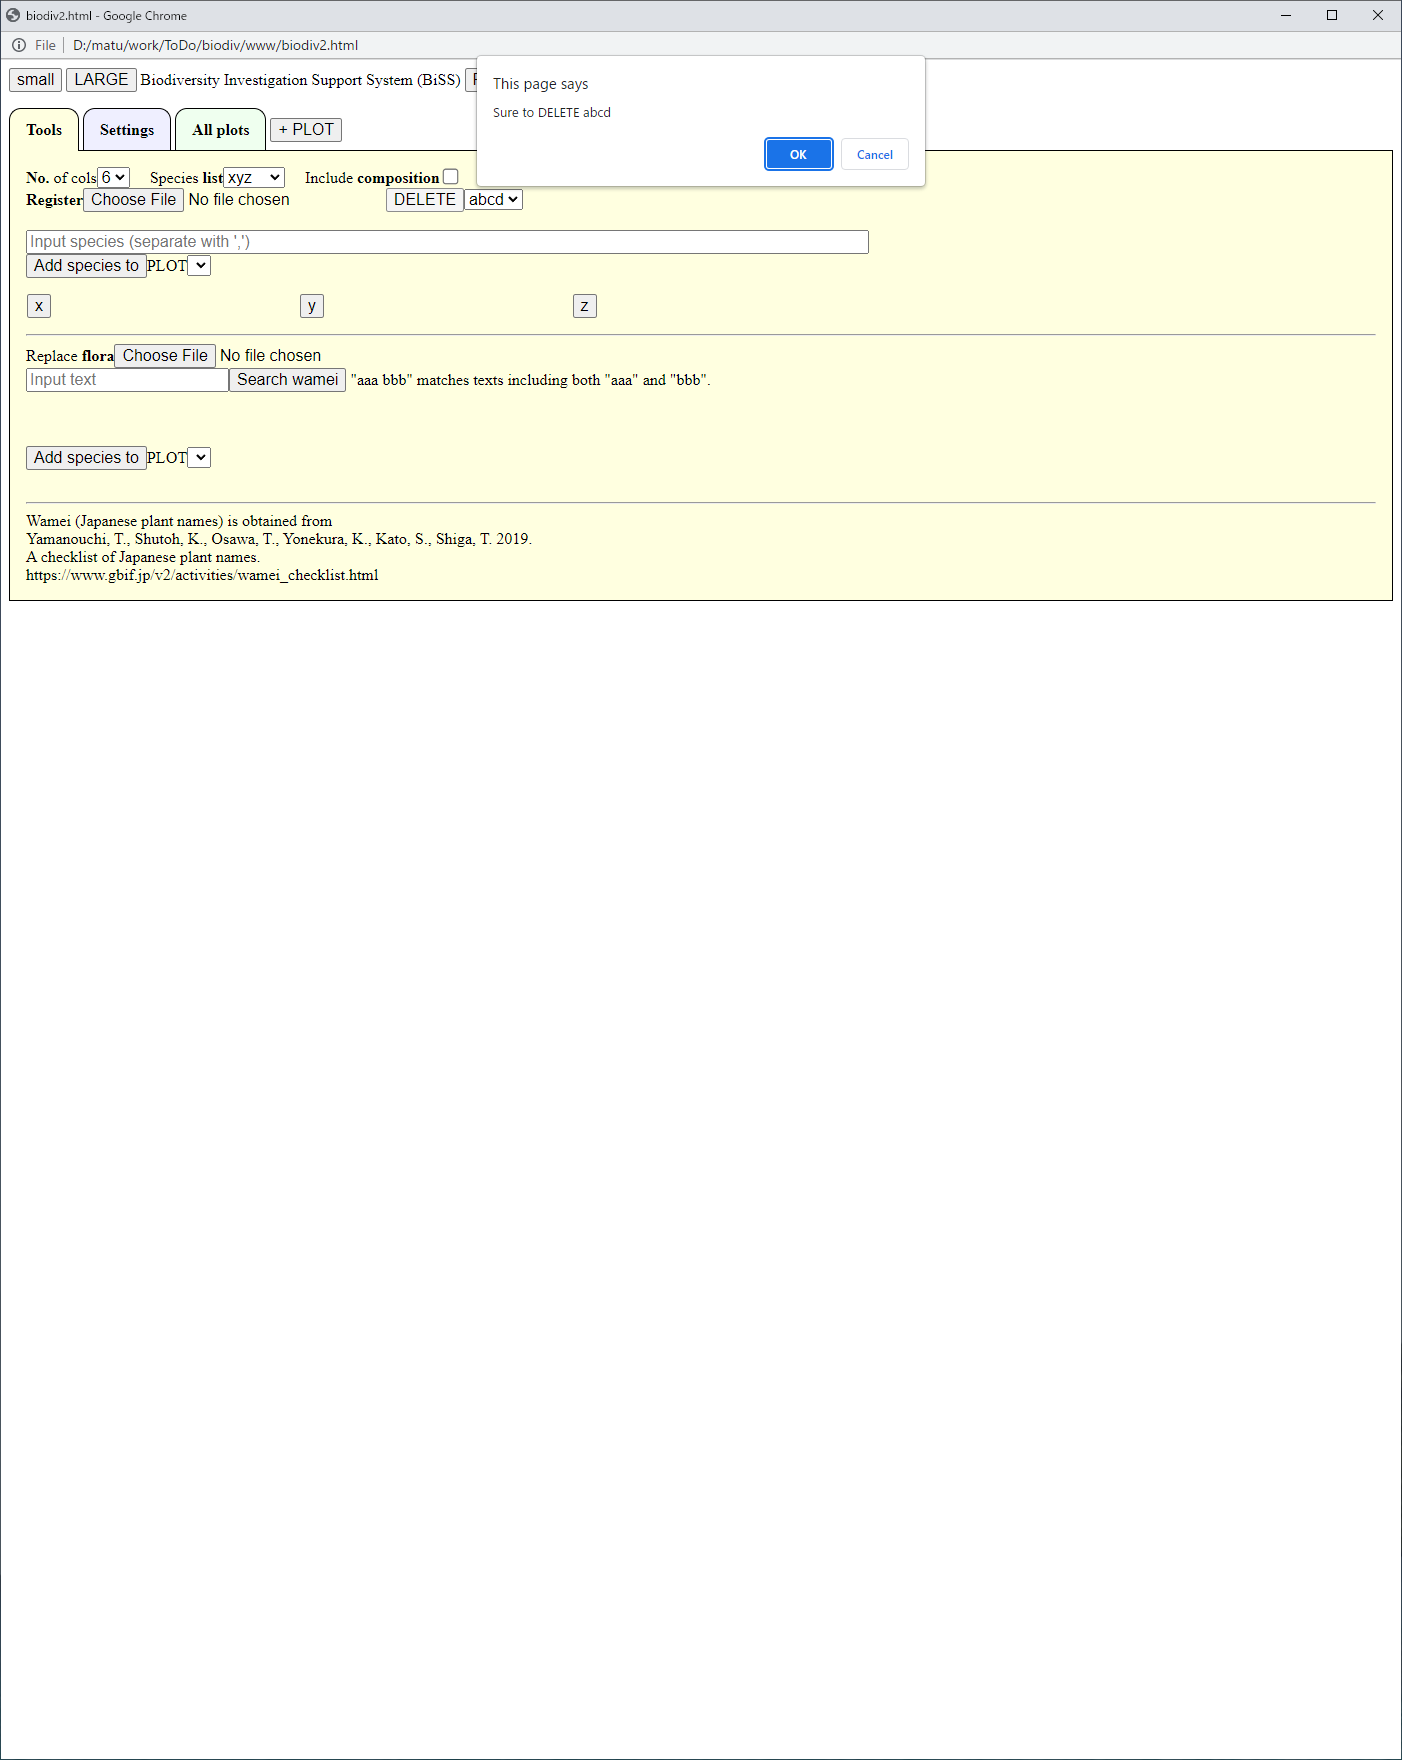 biodiv2.html - Google Chrome
File D:/matu/work/ToDo/biodiv/www/biodiv2.html
This page says
Sure to DELETE abcd
OK Cancel
small LARGE Biodiversity Investigation Support System (BiSS)
Tools Settings All plots + PLOT
No. of cols 6 Species list xyz Include composition
Register Choose File No file chosen DELETE abcd
Input species (separate with ',')
Add species to PLOT
x y z
Replace flora Choose File No file chosen
Input text Search wamei "aaa bbb" matches texts including both "aaa" and "bbb".
Add species to PLOT
Wamei (Japanese plant names) is obtained from
Yamanouchi, T., Shutoh, K., Osawa, T., Yonekura, K., Kato, S., Shiga, T. 2019.
A checklist of Japanese plant names.
https://www.gbif.jp/v2/activities/wamei_checklist.html